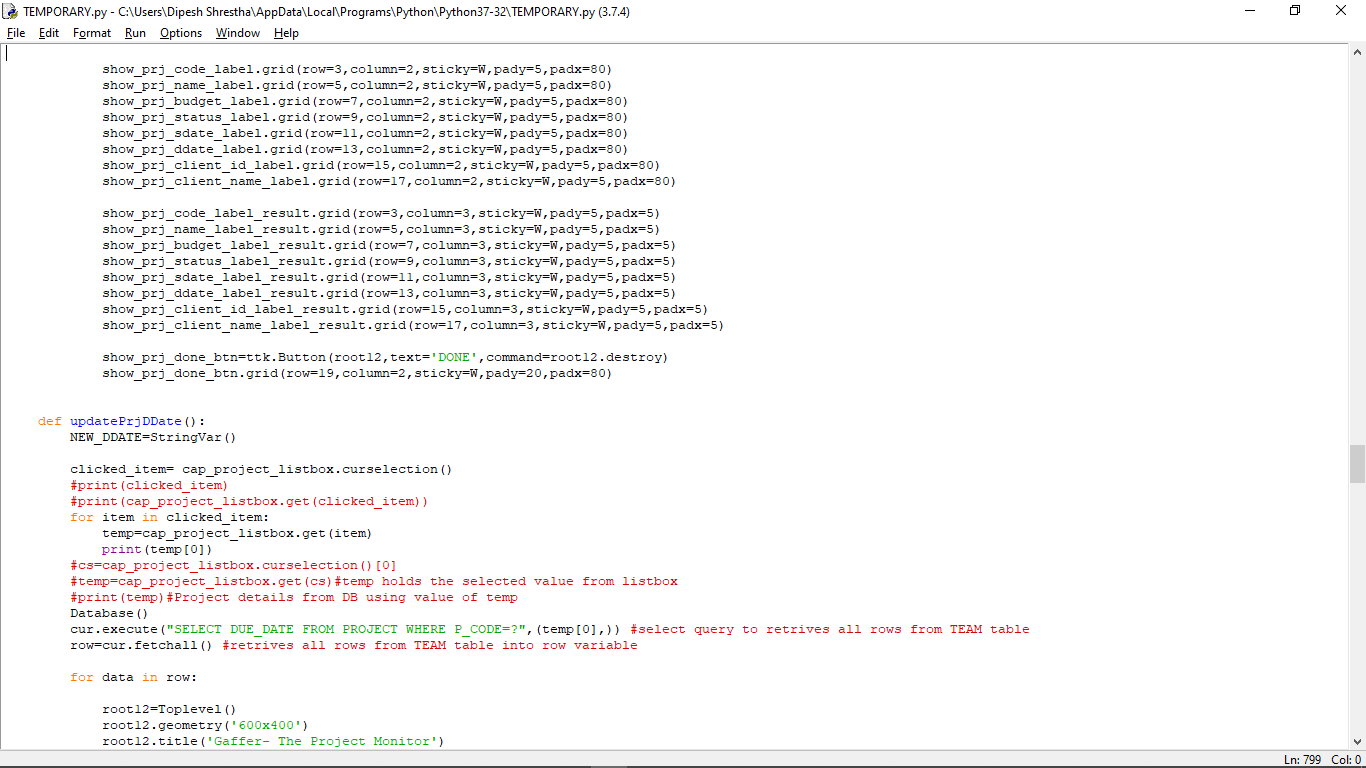 TEMPORARY.py - C:\Users\Dipesh Shrestha\AppData\Local\Programs\Python\Python37-32\TEMPORARY.py (3.7.4)
File Edit Format Run Options Window Help
show_prj_code_label.grid(row=3,column=2,sticky=W,pady=5,padx=80)
show_prj_name_label.grid(row=5,column=2,sticky=W,pady=5,padx=80)
show_prj_budget_label.grid(row=7,column=2,sticky=W,pady=5,padx=80)
show_prj_status_label.grid(row=9,column=2,sticky=W,pady=5,padx=80)
show_prj_sdate_label.grid(row=11,column=2,sticky=W,pady=5,padx=80)
show_prj_ddate_label.grid(row=13,column=2,sticky=W,pady=5,padx=80)
show_prj_client_id_label.grid(row=15,column=2,sticky=W,pady=5,padx=80)
show_prj_client_name_label.grid(row=17,column=2,sticky=W,pady=5,padx=80)
show_prj_code_label_result.grid(row=3,column=3,sticky=W,pady=5,padx=5)
show_prj_name_label_result.grid(row=5,column=3,sticky=W,pady=5,padx=5)
show_prj_budget_label_result.grid(row=7,column=3,sticky=W,pady=5,padx=5)
show_prj_status_label_result.grid(row=9,column=3,sticky=W,pady=5,padx=5)
show_prj_sdate_label_result.grid(row=11,column=3,sticky=W,pady=5,padx=5)
show_prj_ddate_label_result.grid(row=13,column=3,sticky=W,pady=5,padx=5)
show_prj_client_id_label_result.grid(row=15,column=3,sticky=W,pady=5,padx=5)
show_prj_client_name_label_result.grid(row=17,column=3,sticky=W,pady=5,padx=5)
show_prj_done_btn=ttk.Button(root12,text='DONE',command=root12.destroy)
show_prj_done_btn.grid(row=19,column=2,sticky=W,pady=20,padx=80)
def updatePrjDDate():
NEW_DDATE=StringVar()
clicked_item= cap_project_listbox.curselection()
#print(clicked_item)
#print(cap_project_listbox.get(clicked_item))
for item in clicked_item:
temp=cap_project_listbox.get(item)
print(temp[0])
#cs=cap_project_listbox.curselection()[0]
#temp=cap_project_listbox.get(cs)#temp holds the selected value from listbox
#print(temp)#Project details from DB using value of temp
Database()
cur.execute("SELECT DUE_DATE FROM PROJECT WHERE P_CODE=?",(temp[0],)) #select query to retrives all rows from TEAM table
row=cur.fetchall() #retrives all rows from TEAM table into row variable
for data in row:
root12=Toplevel()
root12.geometry('600x400')
root12.title('Gaffer- The Project Monitor')
Ln: 799 Col: 0